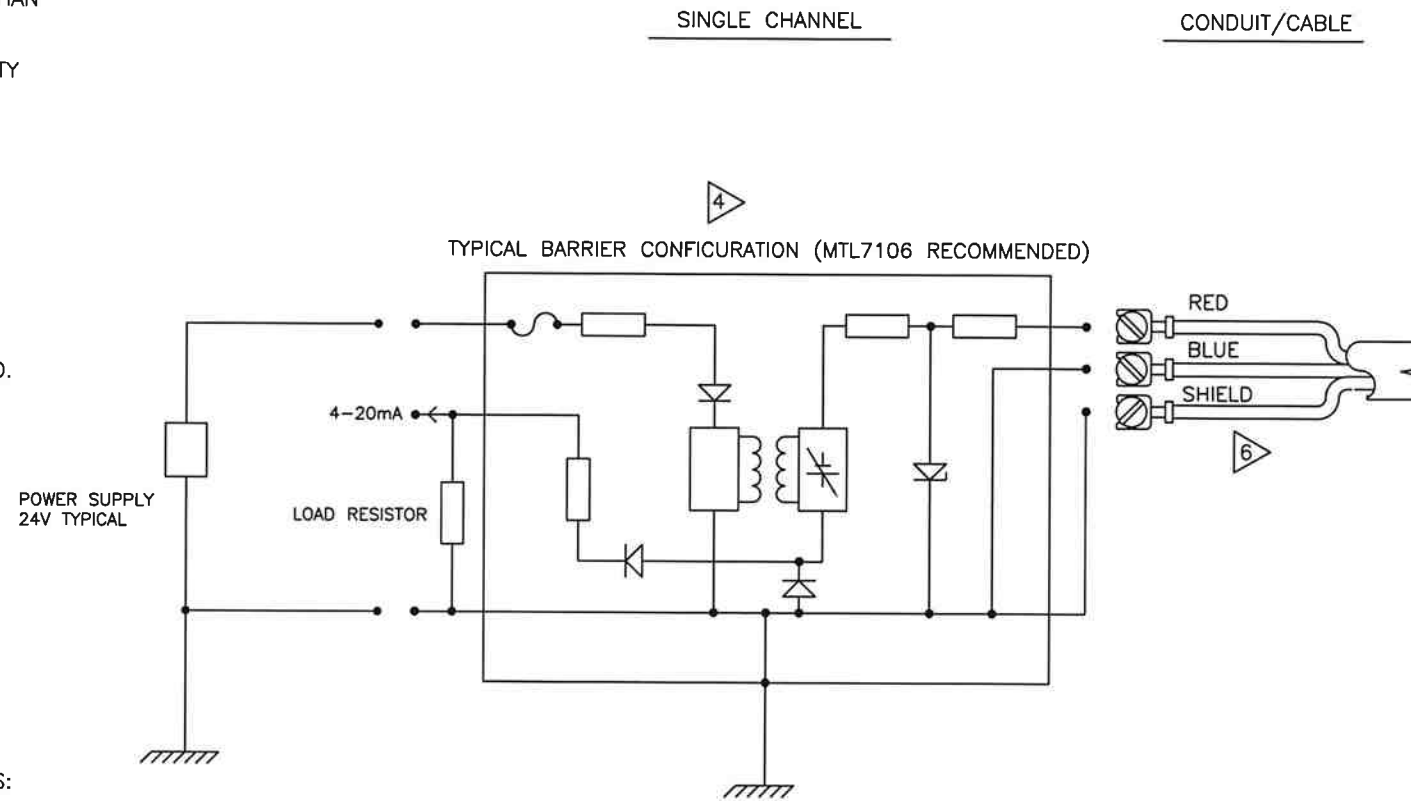 SINGLE CHANNEL
CONDUIT/CABLE
TY
4
TYPICAL BARRIER CONFICURATION (MTL7106 RECOMMENDED)
RED
BLUE
SHIELD
6
4-20mA
LOAD RESISTOR
POWER SUPPLY
24V TYPICAL